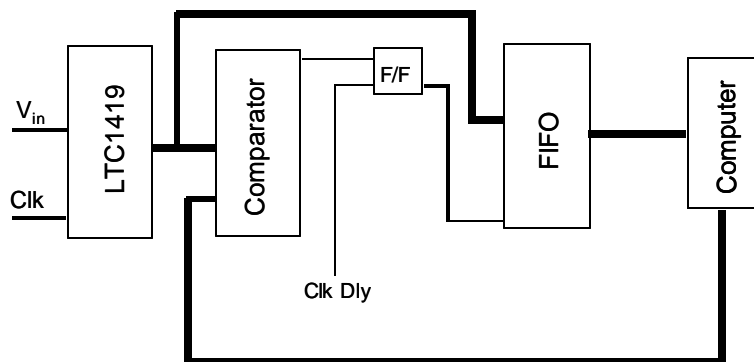 V_in
Clk
LTC1419
Comparator
F/F
Clk Dly
FIFO
Computer